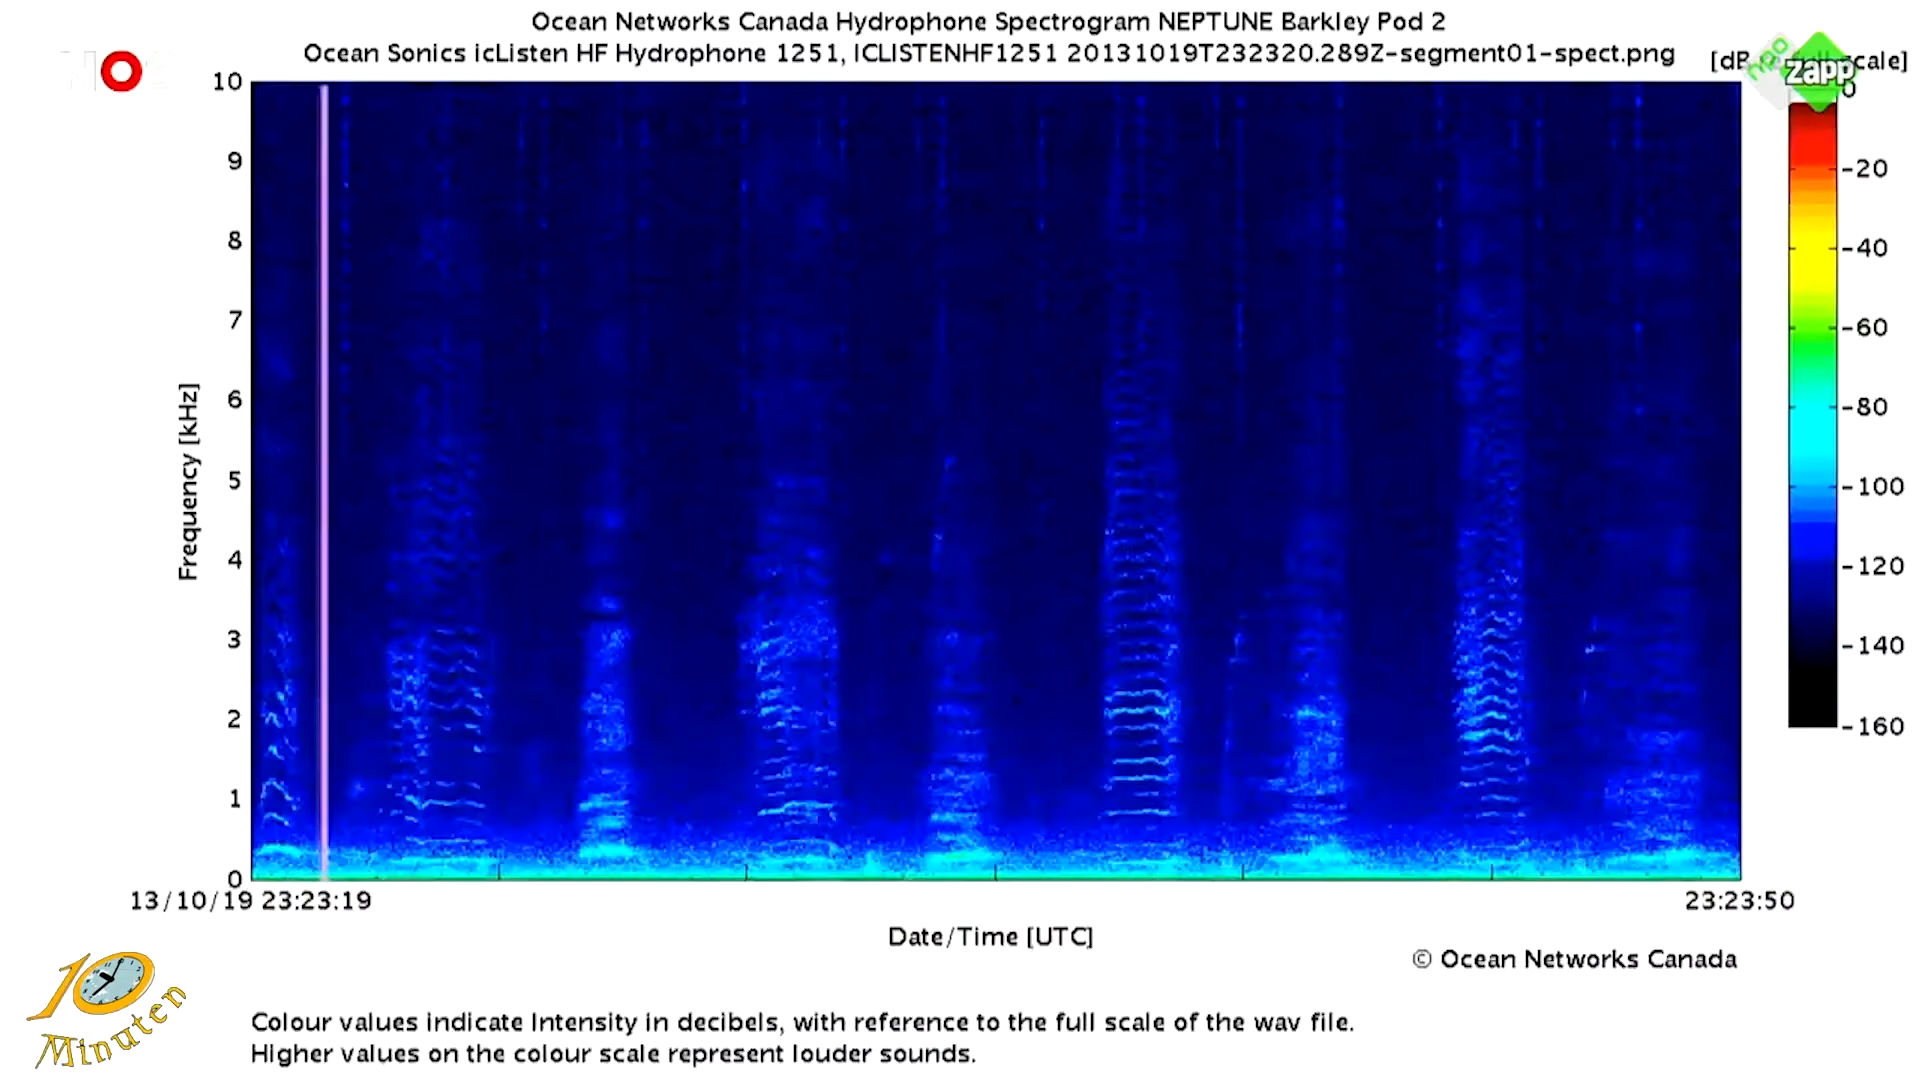 Ocean Networks Canada Hydrophone Spectrogram NEPTUNE Barkley Pod 2
Ocean Sonics icListen HF Hydrophone 1251, ICLISTENHF1251 20131019T232320.289Z-segment01-spect.png
npo
zapp
10
9
8
7
6
5
4
3
2
1
0
Frequency [kHz]
0
-20
-40
-60
-80
-100
-120
-140
-160
13/10/19 23:23:19
23:23:50
Date/Time [UTC]
© Ocean Networks Canada
10
Minuten
Colour values indicate Intensity in decibels, with reference to the full scale of the wav file.
Higher values on the colour scale represent louder sounds.